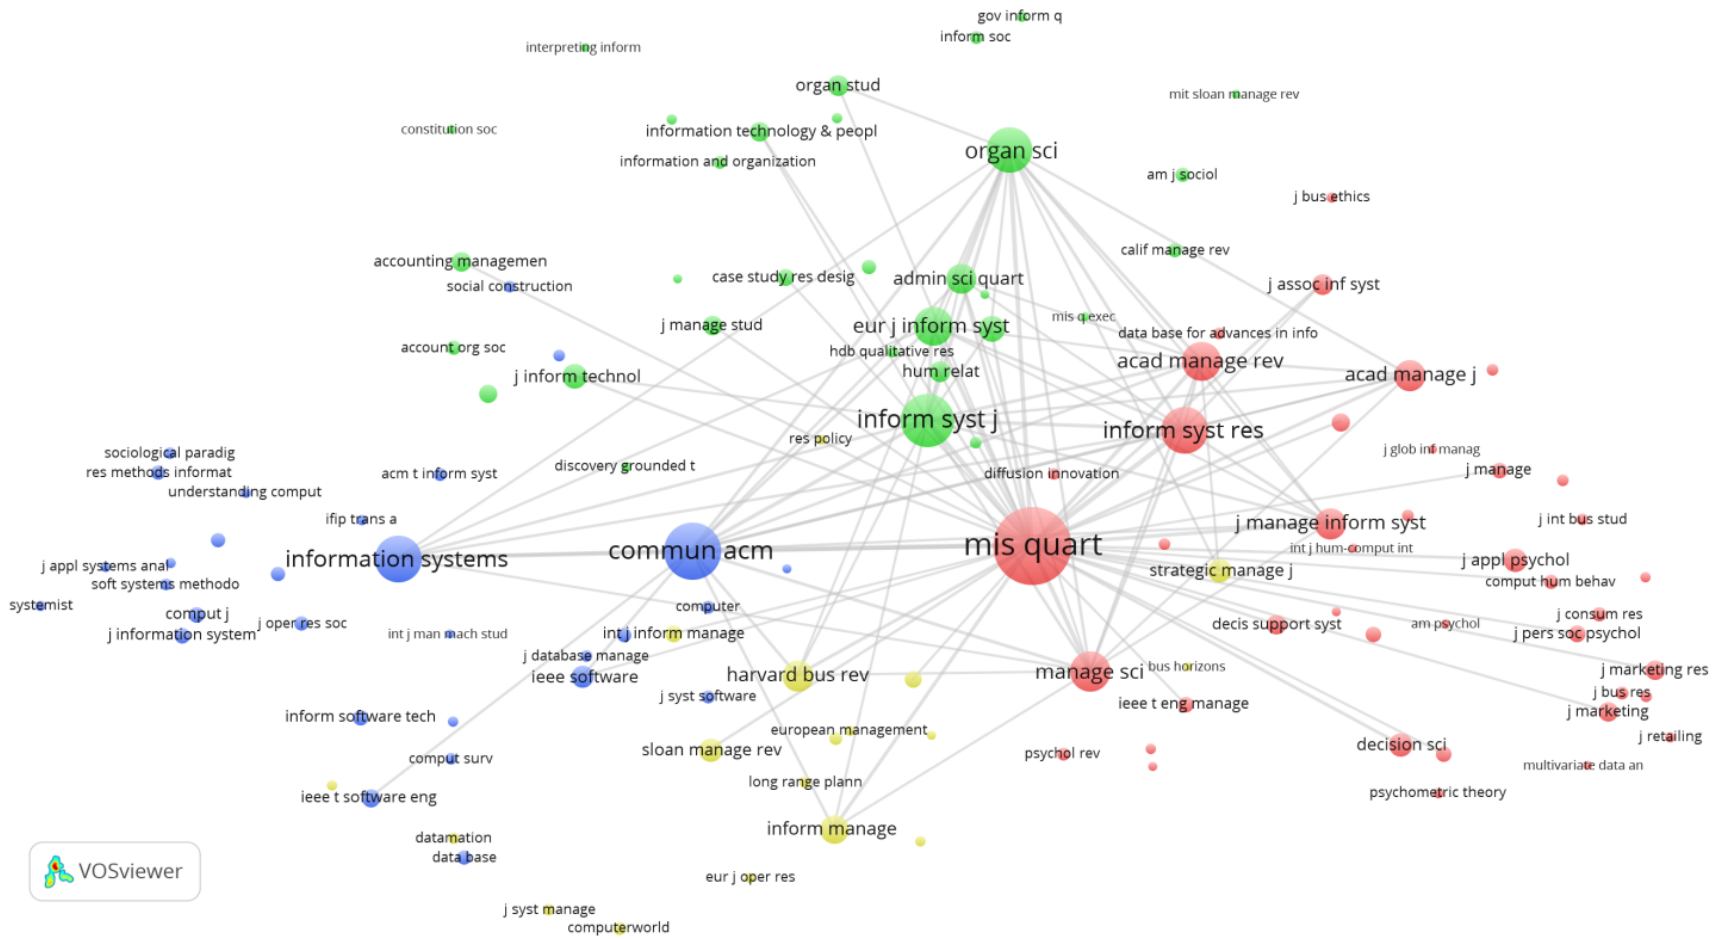 gov inform q
inform soc
interpreting inform
organ stud
mit sloan manage rev
constitution soc
information technology & peopl
organ sci
information and organization
am j sociol
j bus ethics
calif manage rev
accounting managemen
case study res desig
admin sci quart
social construction
j assoc inf syst
mis q exec
j manage stud
eur j inform syst
data base for advances in info
account org soc
hdb qualitative res
acad manage rev
hum relat
j inform technol
acad manage j
inform syst j
inform syst res
res policy
sociological paradig
j glob inf manag
res methods informat
acm t inform syst
discovery grounded t
diffusion innovation
j manage
understanding comput
ifip trans a
j manage inform syst
j int bus stud
information systems
commun acm
mis quart
int j hum-comput int
j appl systems anal
strategic manage j
j appl psychol
soft systems methodo
comput hum behav
systemist
computer
comput j
j oper res soc
decis support syst
am psychol
j consum res
j information system
int j man mach stud
int j inform manage
j pers soc psychol
j database manage
ieee software
harvard bus rev
manage sci
bus horizons
j marketing res
j syst software
j bus res
ieee t eng manage
j marketing
inform software tech
european management
j retailing
sloan manage rev
psychol rev
decision sci
comput surv
multivariate data an
long range plann
ieee t software eng
psychometric theory
inform manage
datamation
data base
VOSviewer
eur j oper res
j syst manage
computerworld